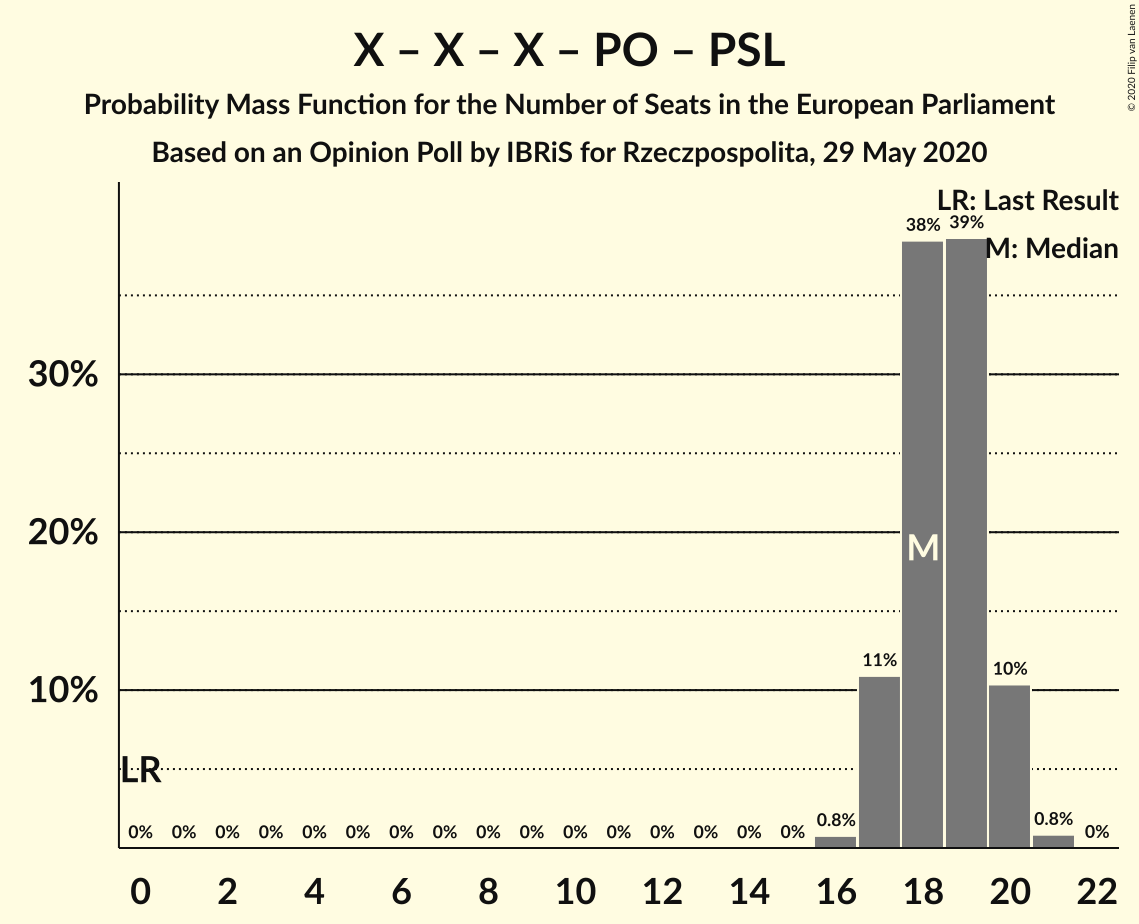 X – X – X – PO – PSL
Probability Mass Function for the Number of Seats in the European Parliament
Based on an Opinion Poll by IBRiS for Rzeczpospolita, 29 May 2020
© 2020 Filip van Laenen
LR: Last Result
M: Median
38% 39%
30%
20%
M
11% 10%
10%
LR
0% 0% 0% 0% 0% 0% 0% 0% 0% 0% 0% 0% 0% 0% 0% 0% 0.8% 0.8% 0%
0 2 4 6 8 10 12 14 16 18 20 22